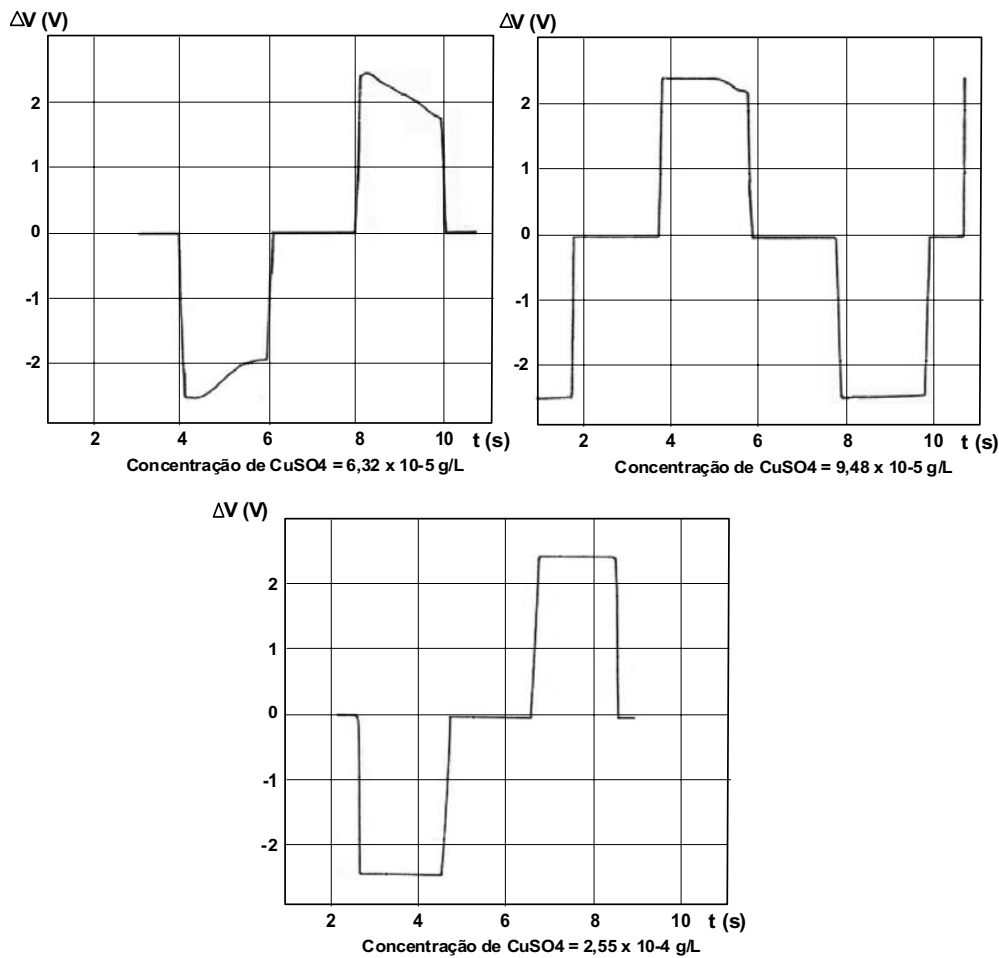 ΔV (V)
2
1
0
-1
-2
2 4 6 8 10 t (s)
Concentração de CuSO4 = 6,32 x 10-5 g/L
ΔV (V)
2
1
0
-1
-2
2 4 6 8 10 t (s)
Concentração de CuSO4 = 9,48 x 10-5 g/L
ΔV (V)
2
1
0
-1
-2
2 4 6 8 10 t (s)
Concentração de CuSO4 = 2,55 x 10-4 g/L